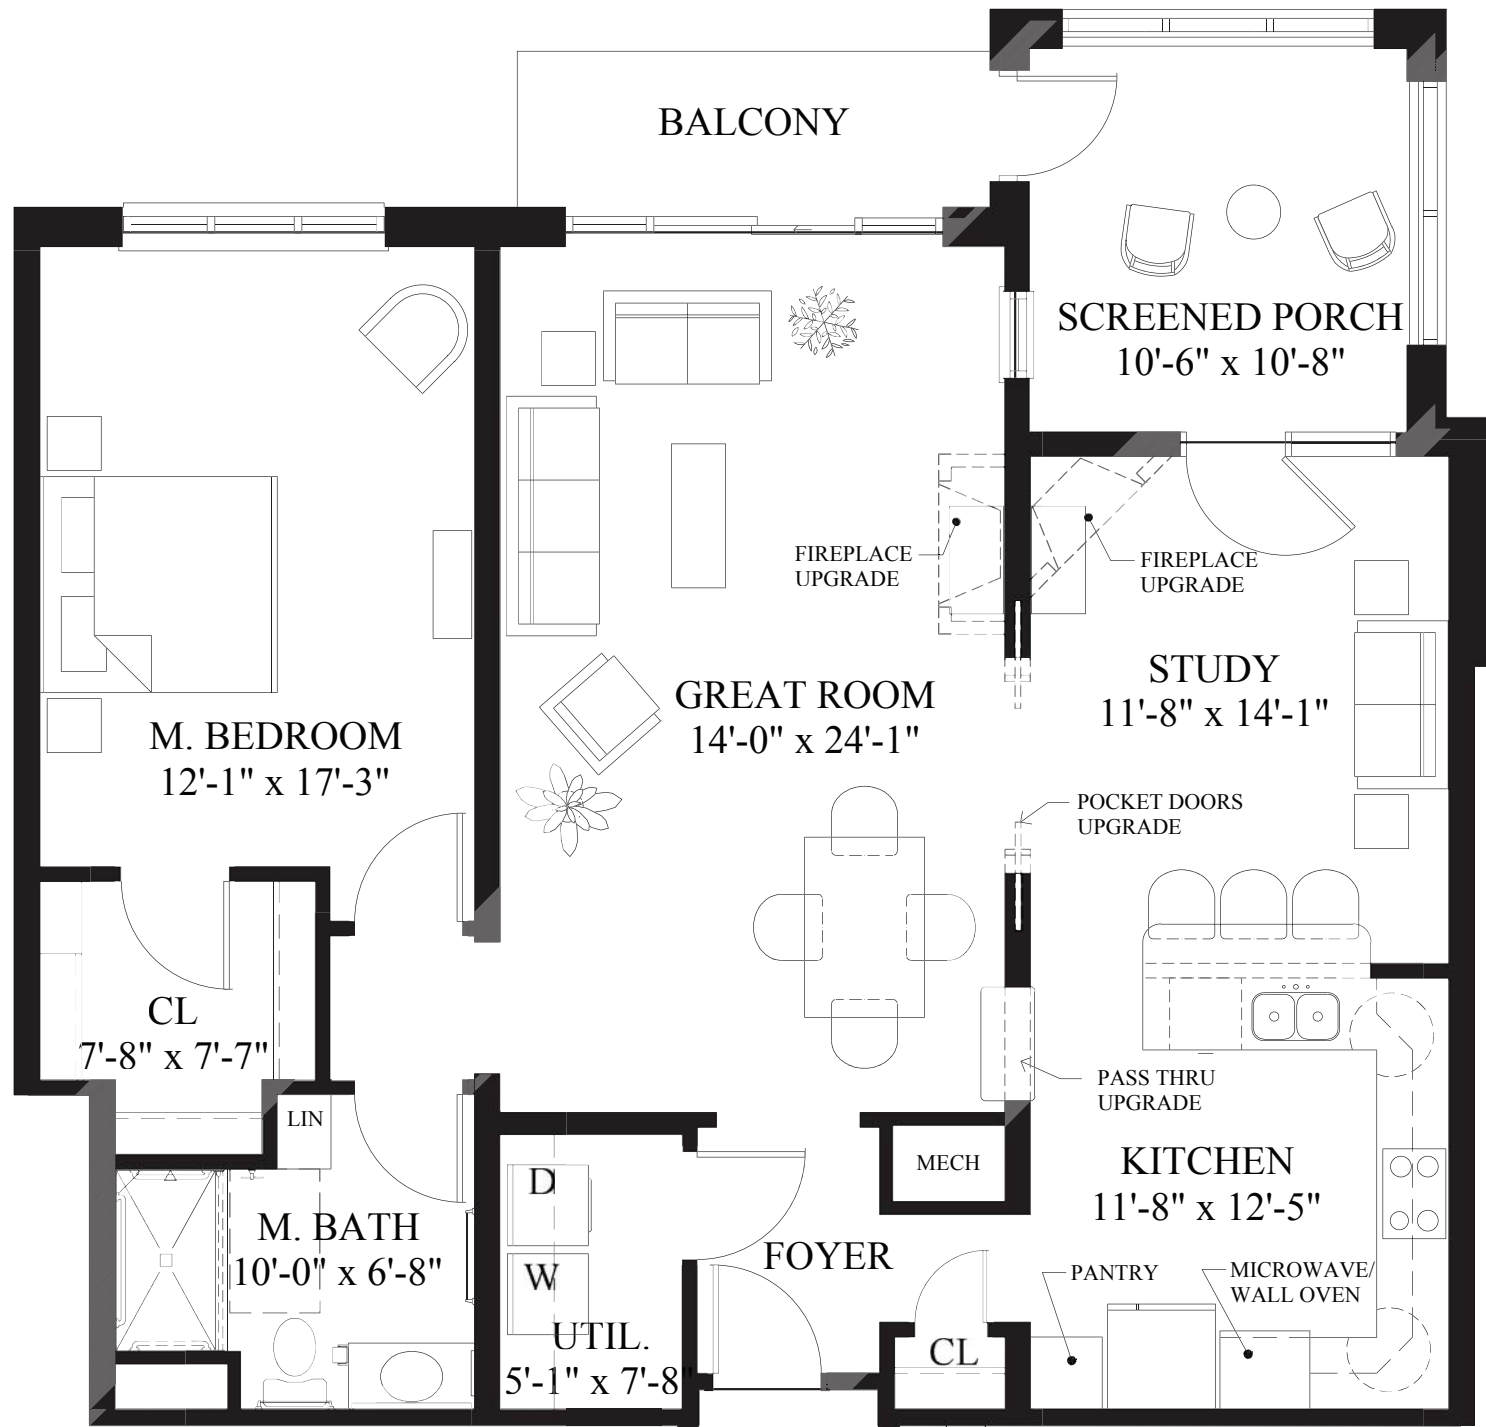 BALCONY
SCREENED PORCH
10'-6" x 10'-8"
FIREPLACE
UPGRADE
FIREPLACE
UPGRADE
STUDY
11'-8" x 14'-1"
GREAT ROOM
14'-0" x 24'-1"
M. BEDROOM
12'-1" x 17'-3"
POCKET DOORS
UPGRADE
CL
7'-8" x 7'-7"
PASS THRU
UPGRADE
LIN
MECH
KITCHEN
11'-8" x 12'-5"
D
M. BATH
10'-0" x 6'-8"
W
FOYER
PANTRY
MICROWAVE/
WALL OVEN
UTIL.
5'-1" x 7'-8"
CL